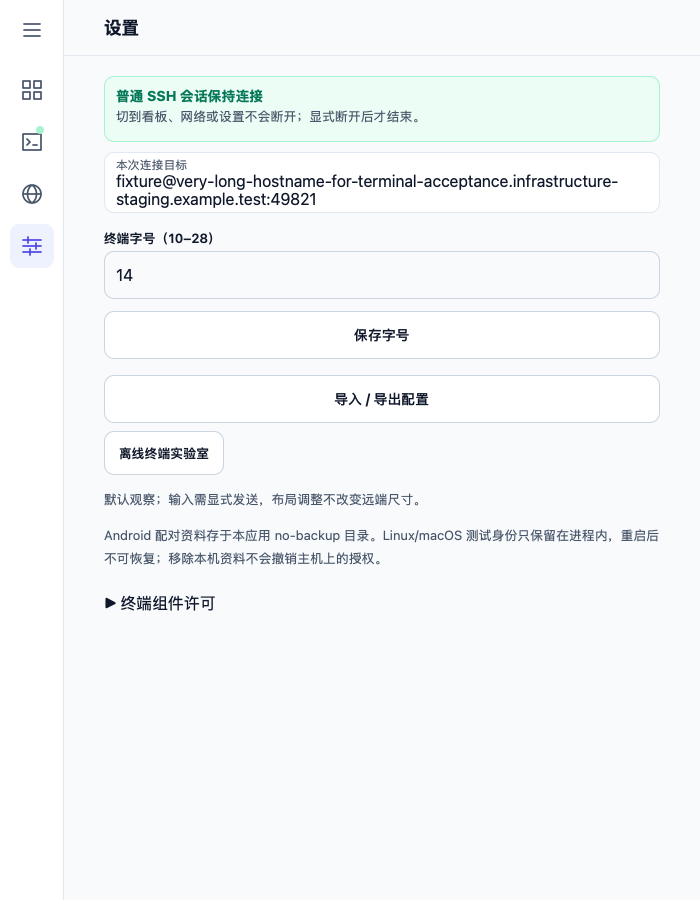 设置
普通 SSH 会话保持连接
切到看板、网络或设置不会断开；显式断开后才结束。
本次连接目标
fixture@very-long-hostname-for-terminal-acceptance.infrastructure-
staging.example.test:49821
终端字号（10–28）
14
保存字号
导入 / 导出配置
离线终端实验室
默认观察；输入需显式发送，布局调整不改变远端尺寸。
Android 配对资料存于本应用 no-backup 目录。Linux/macOS 测试身份只保留在进程内，重启后
不可恢复；移除本机资料不会撤销主机上的授权。
▶ 终端组件许可